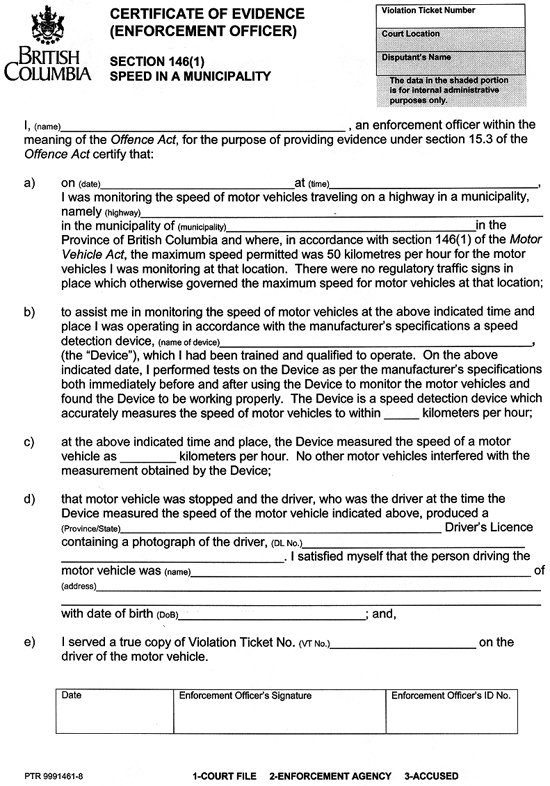 BRITISH
COLUMBIA
CERTIFICATE OF EVIDENCE
(ENFORCEMENT OFFICER)
SECTION 146(1)
SPEED IN A MUNICIPALITY
Violation Ticket Number
Court Location
Disputant's Name
The data in the shaded portion
is for internal administrative
purposes only.
I, (name) , an enforcement officer within the
meaning of the Offence Act, for the purpose of providing evidence under section 15.3 of the
Offence Act certify that:
a) on (date) at (time) ,
I was monitoring the speed of motor vehicles traveling on a highway in a municipality,
namely (highway)
in the municipality of (municipality) in the
Province of British Columbia and where, in accordance with section 146(1) of the Motor
Vehicle Act, the maximum speed permitted was 50 kilometres per hour for the motor
vehicles I was monitoring at that location. There were no regulatory traffic signs in
place which otherwise governed the maximum speed for motor vehicles at that location;
b) to assist me in monitoring the speed of motor vehicles at the above indicated time and
place I was operating in accordance with the manufacturer's specifications a speed
detection device, (name of device) ,
(the "Device"), which I had been trained and qualified to operate. On the above
indicated date, I performed tests on the Device as per the manufacturer's specifications
both immediately before and after using the Device to monitor the motor vehicles and
found the Device to be working properly. The Device is a speed detection device which
accurately measures the speed of motor vehicles to within _____ kilometers per hour;
c) at the above indicated time and place, the Device measured the speed of a motor
vehicle as ________ kilometers per hour. No other motor vehicles interfered with the
measurement obtained by the Device;
d) that motor vehicle was stopped and the driver, who was the driver at the time the
Device measured the speed of the motor vehicle indicated above, produced a
(Province/State) Driver's Licence
containing a photograph of the driver, (DL No.)
. I satisfied myself that the person driving the
motor vehicle was (name) of
(address)
with date of birth (DoB) ; and,
e) I served a true copy of Violation Ticket No. (VT No.) on the
driver of the motor vehicle.
Date Enforcement Officer's Signature Enforcement Officer's ID No.
PTR 9991461-8 1-COURT FILE 2-ENFORCEMENT AGENCY 3-ACCUSED